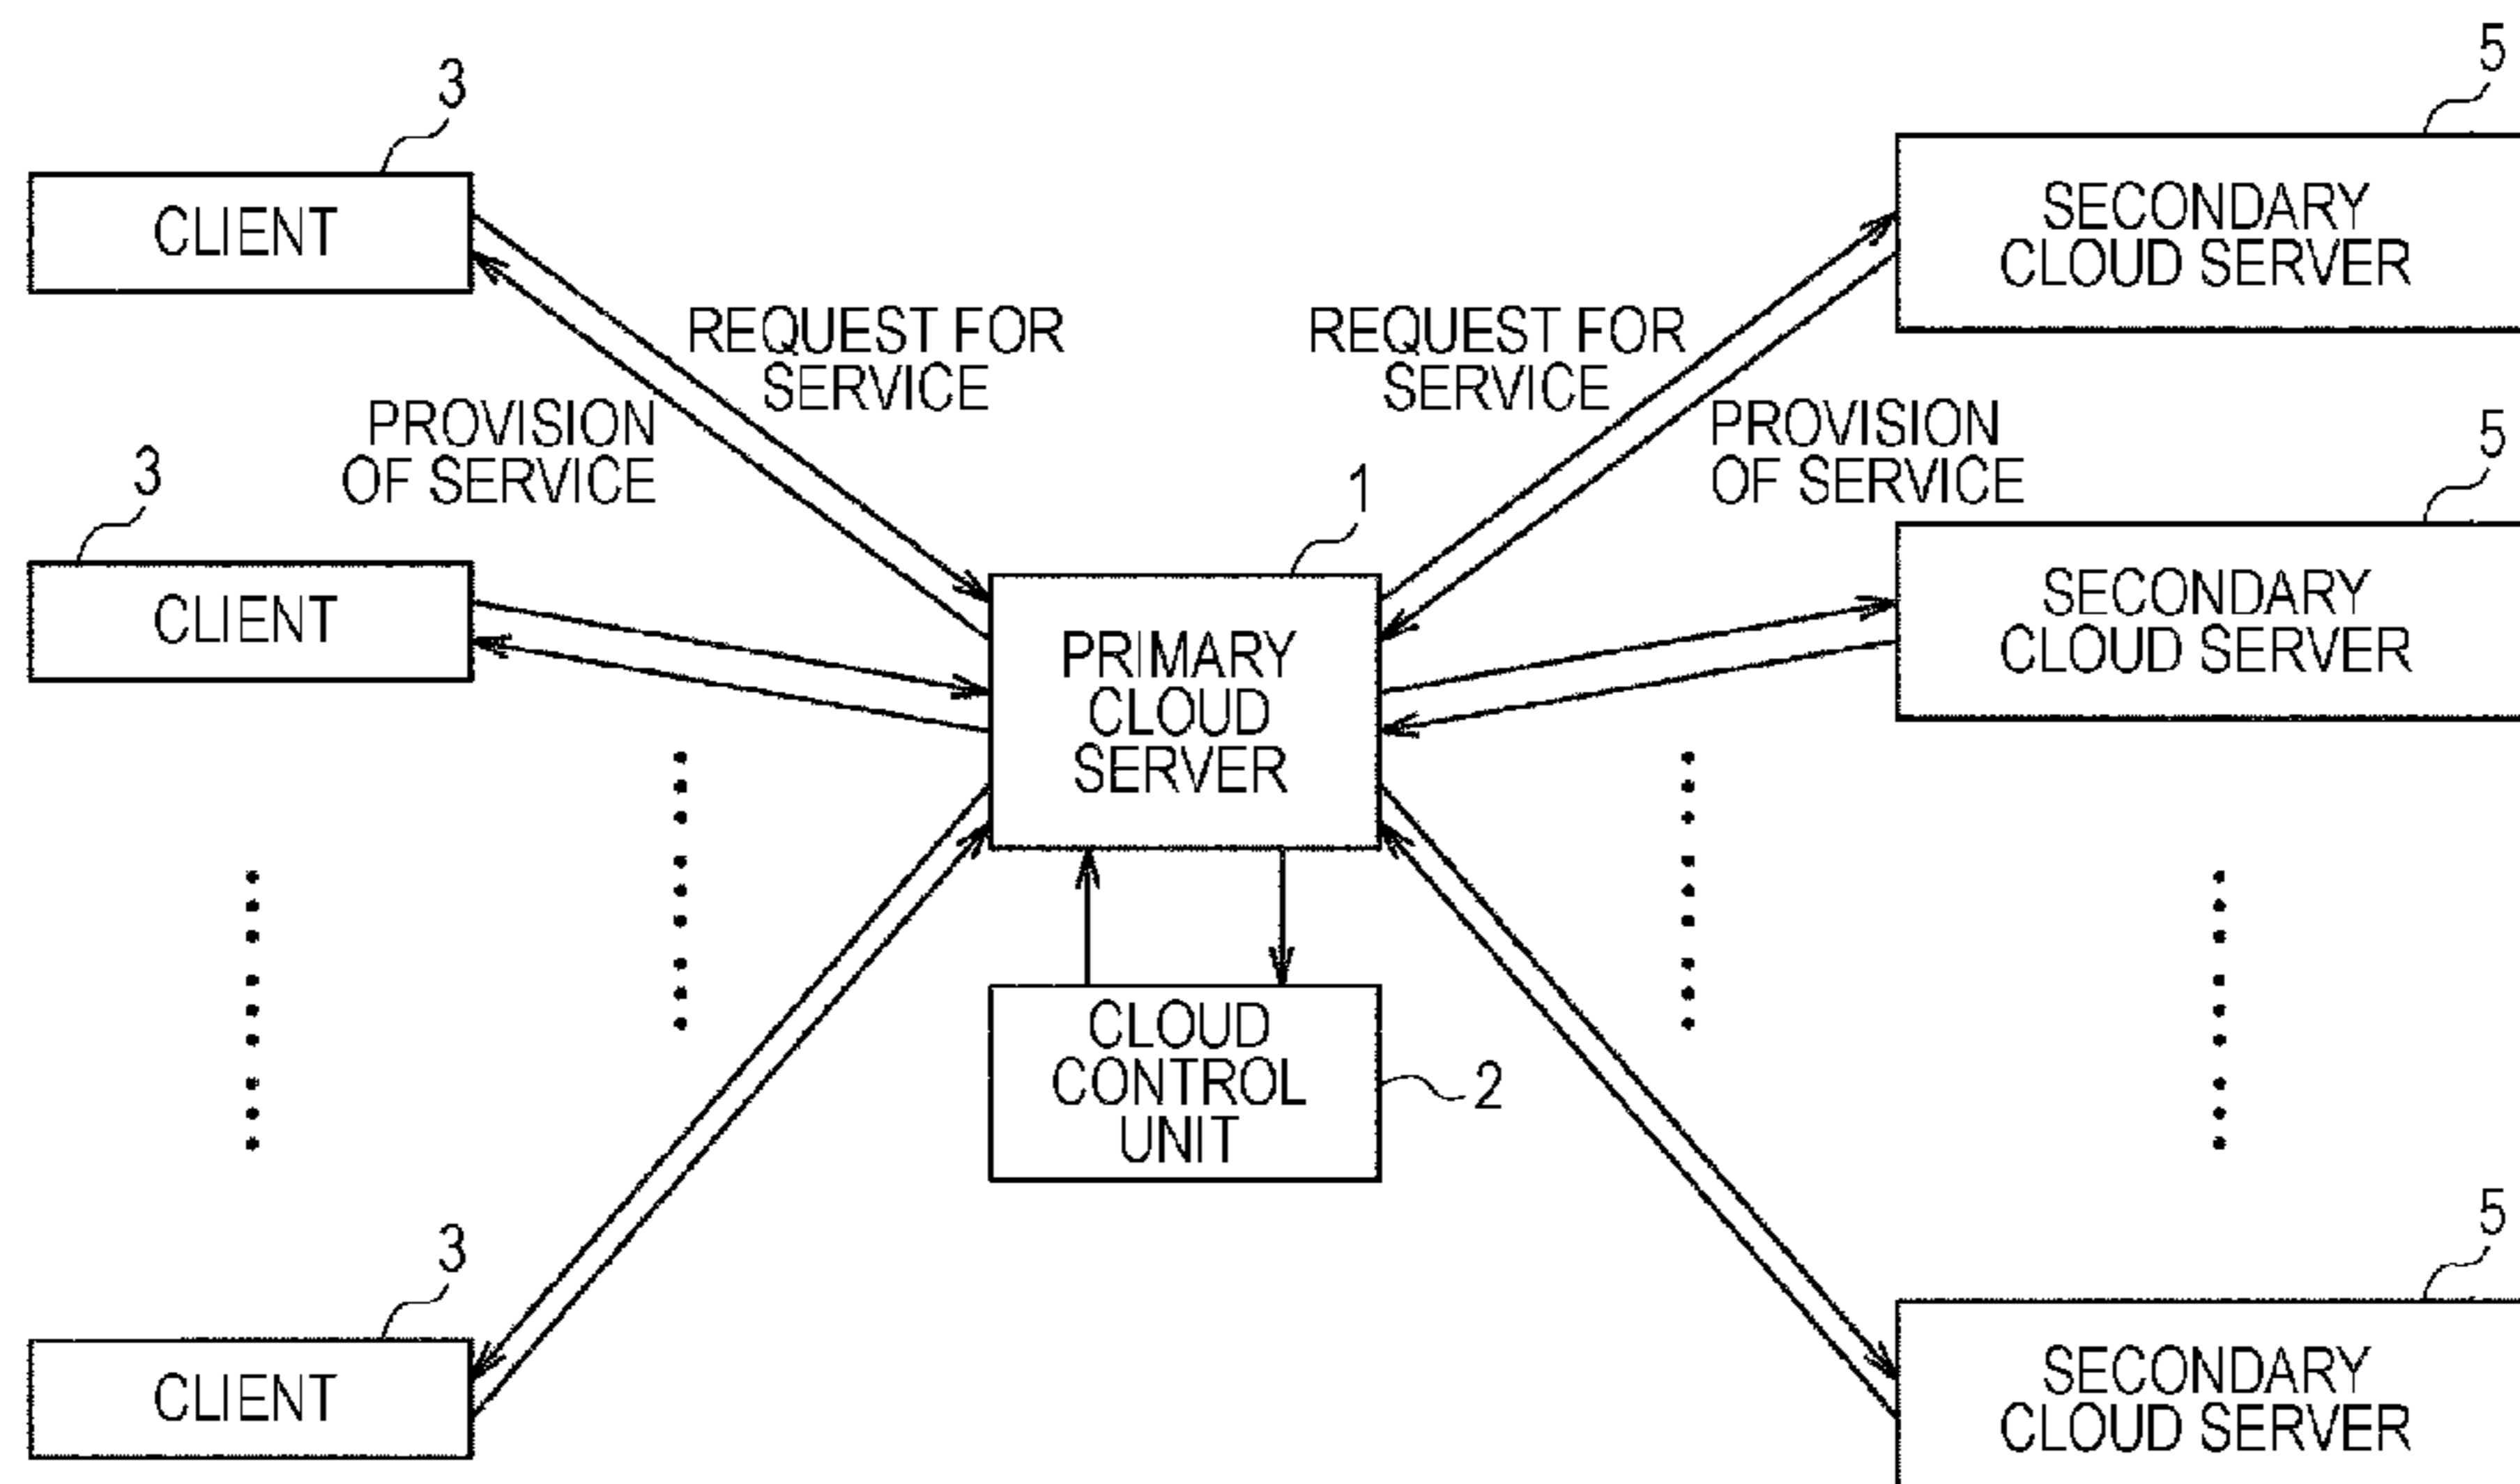 3
5
CLIENT
SECONDARY
CLOUD SERVER
REQUEST FOR
SERVICE
REQUEST FOR
SERVICE
PROVISION
OF SERVICE
PROVISION
OF SERVICE
3
1
5
CLIENT
PRIMARY
CLOUD
SERVER
SECONDARY
CLOUD SERVER
CLOUD
CONTROL
UNIT
2
3
5
CLIENT
SECONDARY
CLOUD SERVER